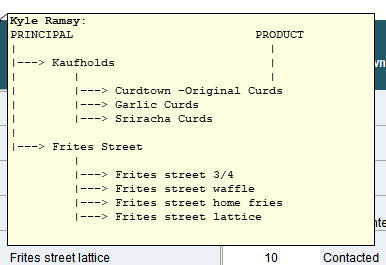 Kyle Ramsy:
PRINCIPAL PRODUCT
| |
|---> Kaufholds |
| | |
| |---> Curdtown -Original Curds
| |---> Garlic Curds
| |---> Sriracha Curds
|
|---> Frites Street
|
|---> Frites street 3/4
|---> Frites street waffle
|---> Frites street home fries
|---> Frites street lattice
Frites street lattice 10 Contacted